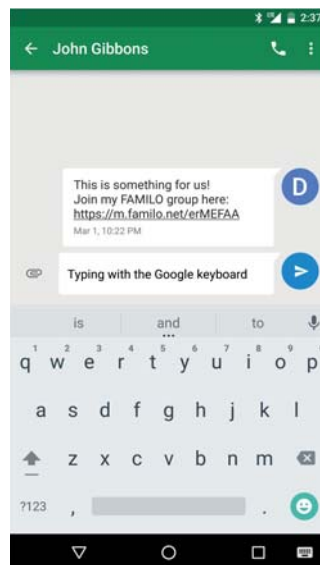 2:37
John Gibbons
This is something for us!
Join my FAMILO group here:
https://m.familo.net/erMEFAA
Mar 1, 10:22 PM
D
Typing with the Google keyboard
is and to
1 2 3 4 5 6 7 8 9 0
q w e r t y u i o p
a s d f g h j k l
z x c v b n m
?123 , .